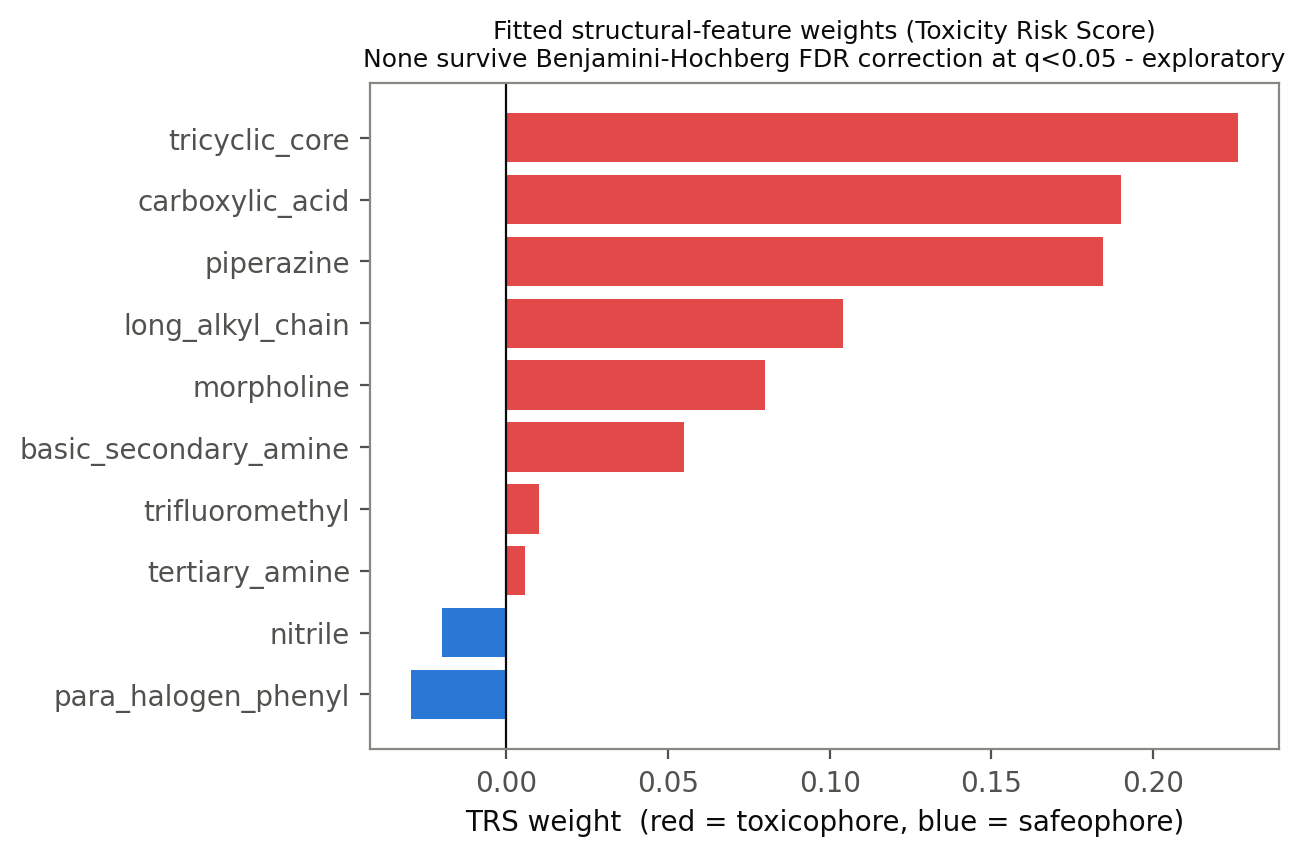 Fitted structural-feature weights (Toxicity Risk Score)
None survive Benjamini-Hochberg FDR correction at q<0.05 - exploratory
tricyclic_core
carboxylic_acid
piperazine
long_alkyl_chain
morpholine
basic_secondary_amine
trifluoromethyl
tertiary_amine
nitrile
para_halogen_phenyl
0.00 0.05 0.10 0.15 0.20
TRS weight  (red = toxicophore, blue = safeophore)